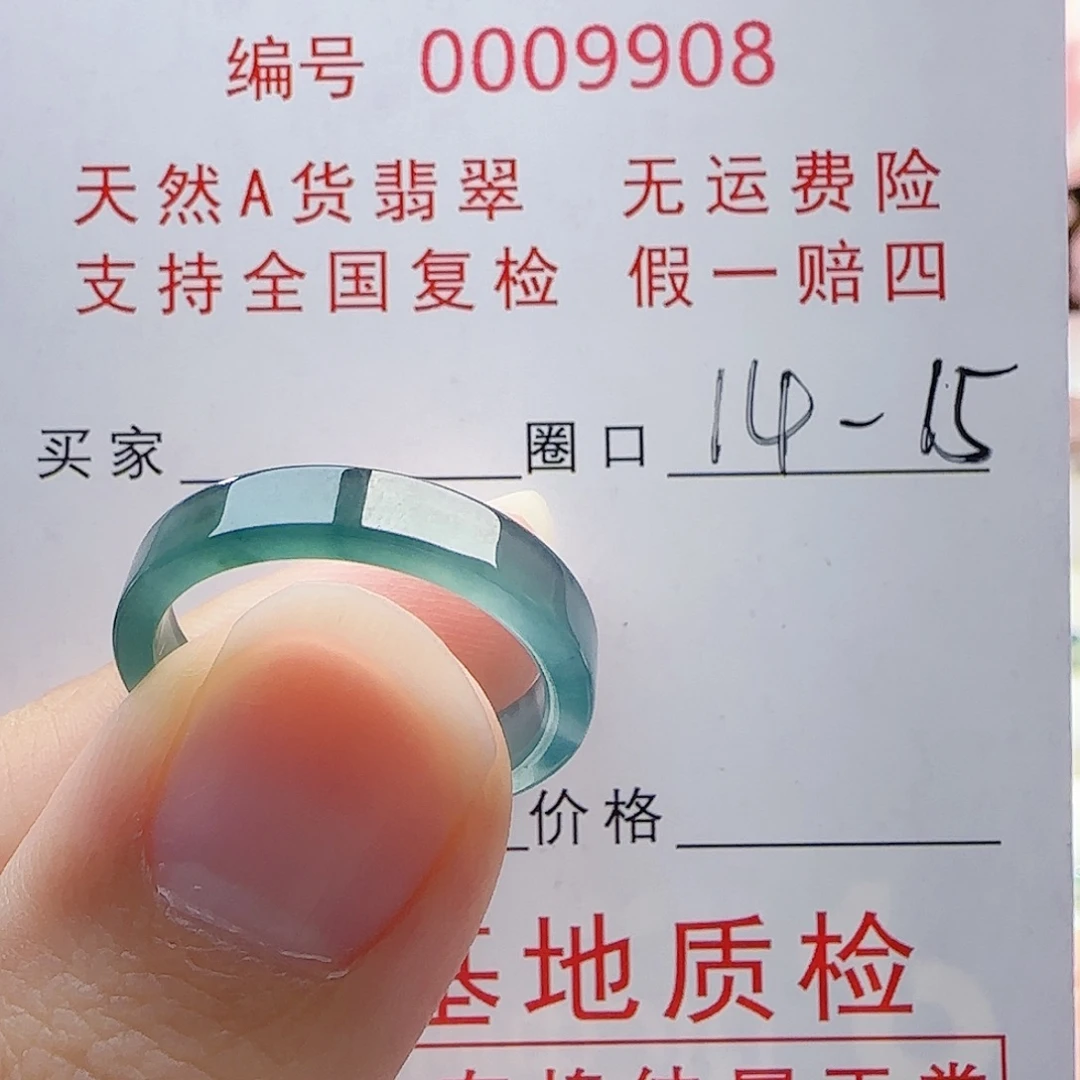 编号 0009908
天然A货翡翠 无运费险
支持全国复检 假一赔四
买家 圈口 14-15
价格
基地质检